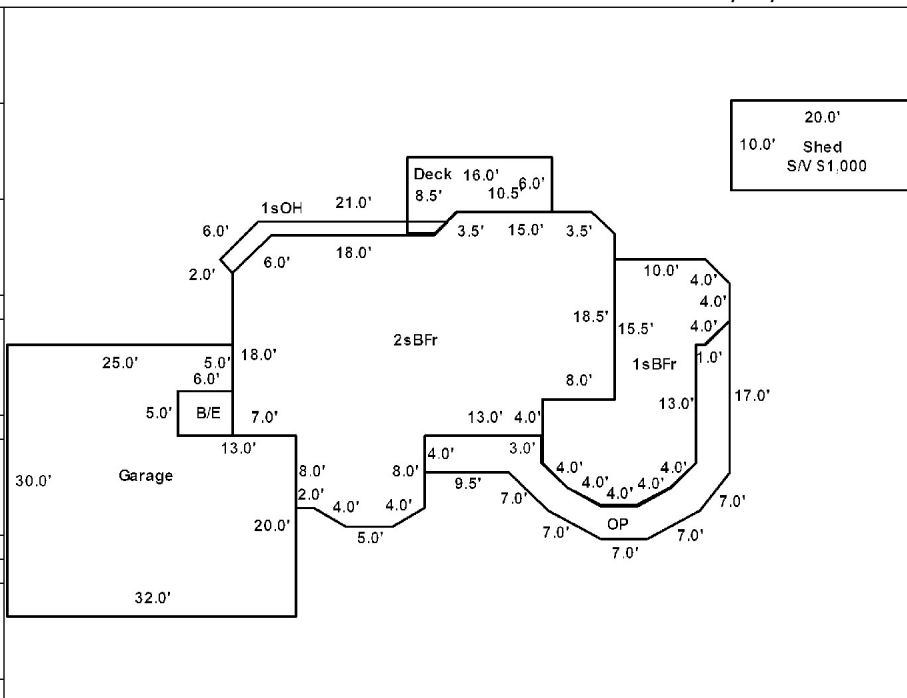 20.0'
10.0' Shed
S/V S1,000
Deck 16.0' 6.0'
8.5' 10.5'
1sOH 21.0'
6.0' 3.5' 15.0' 3.5'
2.0' 6.0' 18.0'
10.0' 4.0'
4.0'
18.5' 15.5' 4.0'
2sBFr
1sBFr 1.0'
25.0' 5.0' 18.0'
6.0' 8.0'
17.0'
5.0' B/E 7.0' 13.0' 4.0' 13.0'
13.0' 4.0' 3.0'
Garage 8.0' 8.0' 9.5' 4.0' 4.0'
30.0' 4.0' 4.0' 4.0'
2.0' 4.0' 4.0' 7.0' 7.0'
20.0' 5.0' 7.0' OP 7.0'
7.0'
32.0'